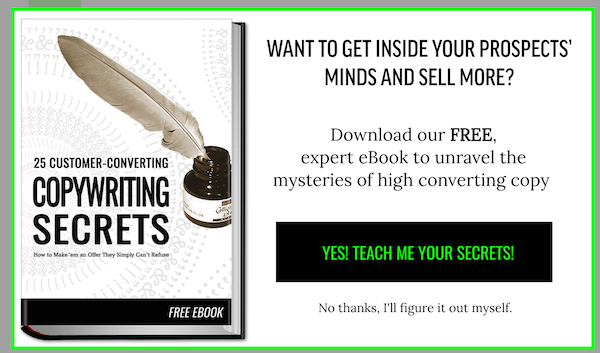 25 CUSTOMER-CONVERTING
COPYWRITING
SECRETS
How to Make 'em an Offer They Simply Can't Refuse
FREE EBOOK
WANT TO GET INSIDE YOUR PROSPECTS'
MINDS AND SELL MORE?
Download our FREE,
expert eBook to unravel the
mysteries of high converting copy
YES! TEACH ME YOUR SECRETS!
No thanks, I'll figure it out myself.